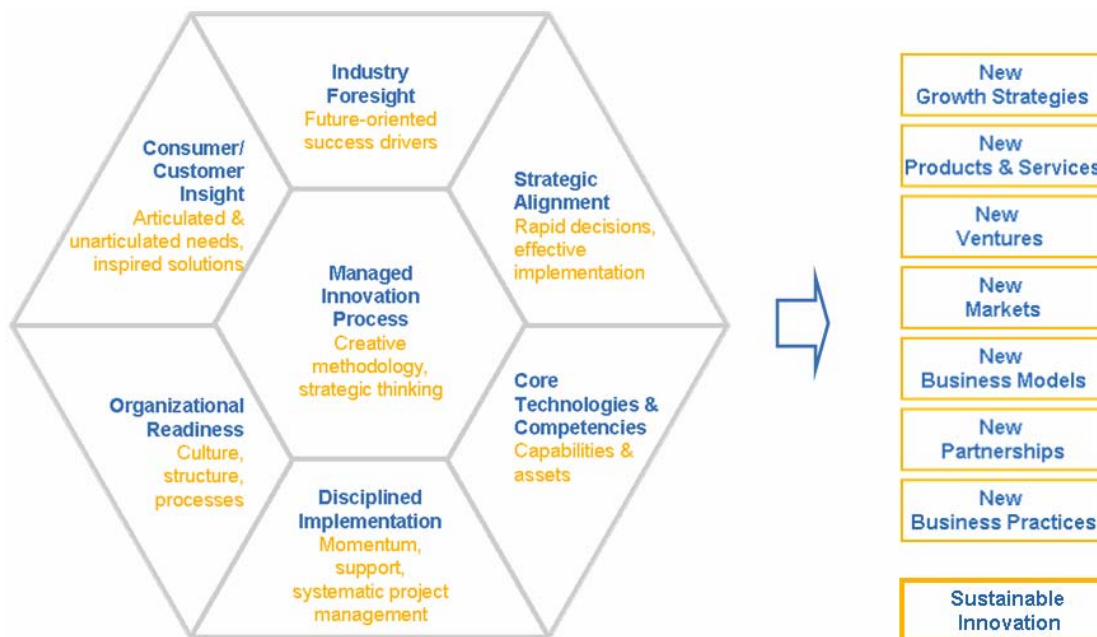 Industry
Foresight
Future-oriented
success drivers
Consumer/
Customer
Insight
Articulated &
unarticulated needs,
inspired solutions
Strategic
Alignment
Rapid decisions,
effective
implementation
Managed
Innovation
Process
Creative
methodology,
strategic thinking
Organizational
Readiness
Culture,
structure,
processes
Core
Technologies &
Competencies
Capabilities &
assets
Disciplined
Implementation
Momentum,
support,
systematic project
management
New
Growth Strategies
New
Products & Services
New
Ventures
New
Markets
New
Business Models
New
Partnerships
New
Business Practices
Sustainable
Innovation